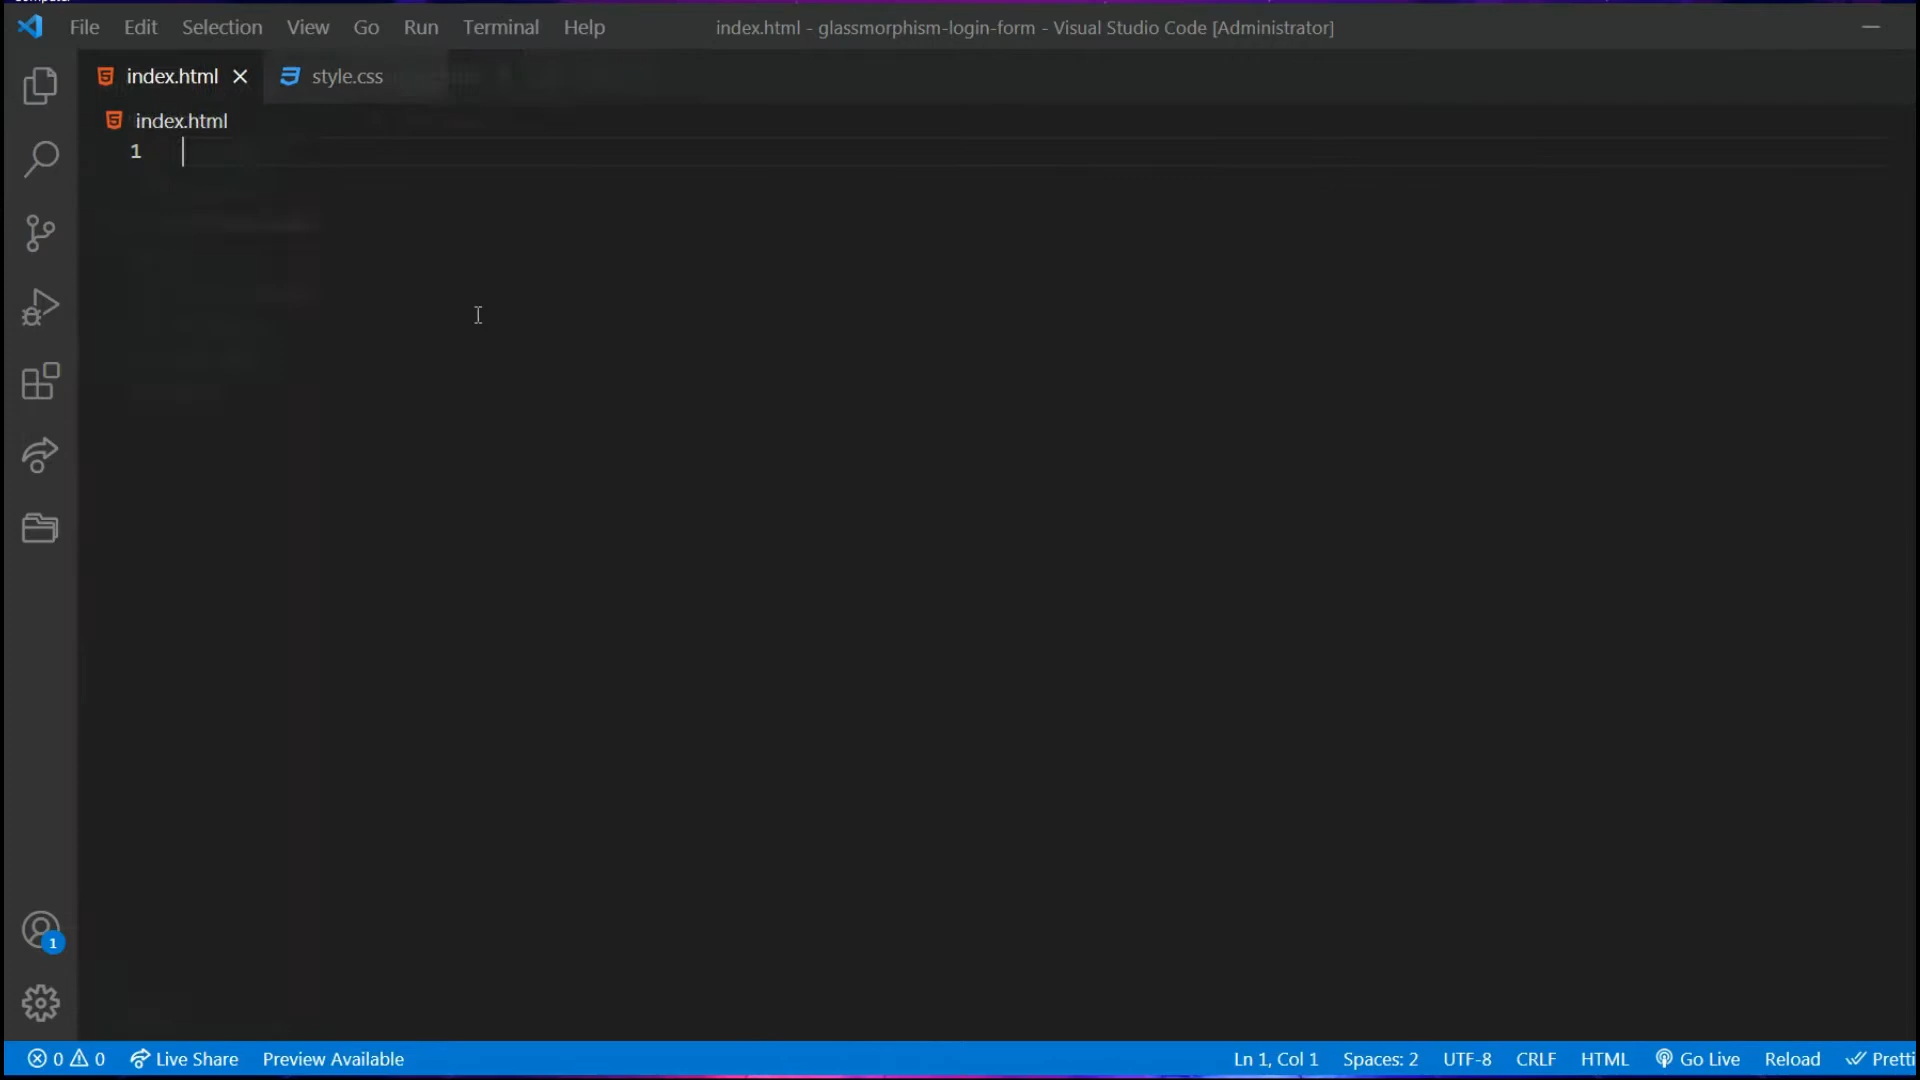 File Edit Selection View Go Run Terminal Help index.html - glassmorphism-login-form - Visual Studio Code [Administrator]
index.html style.css
index.html
1
1
0 0 Live Share Preview Available Ln 1, Col 1 Spaces: 2 UTF-8 CRLF HTML Go Live Reload Pretti